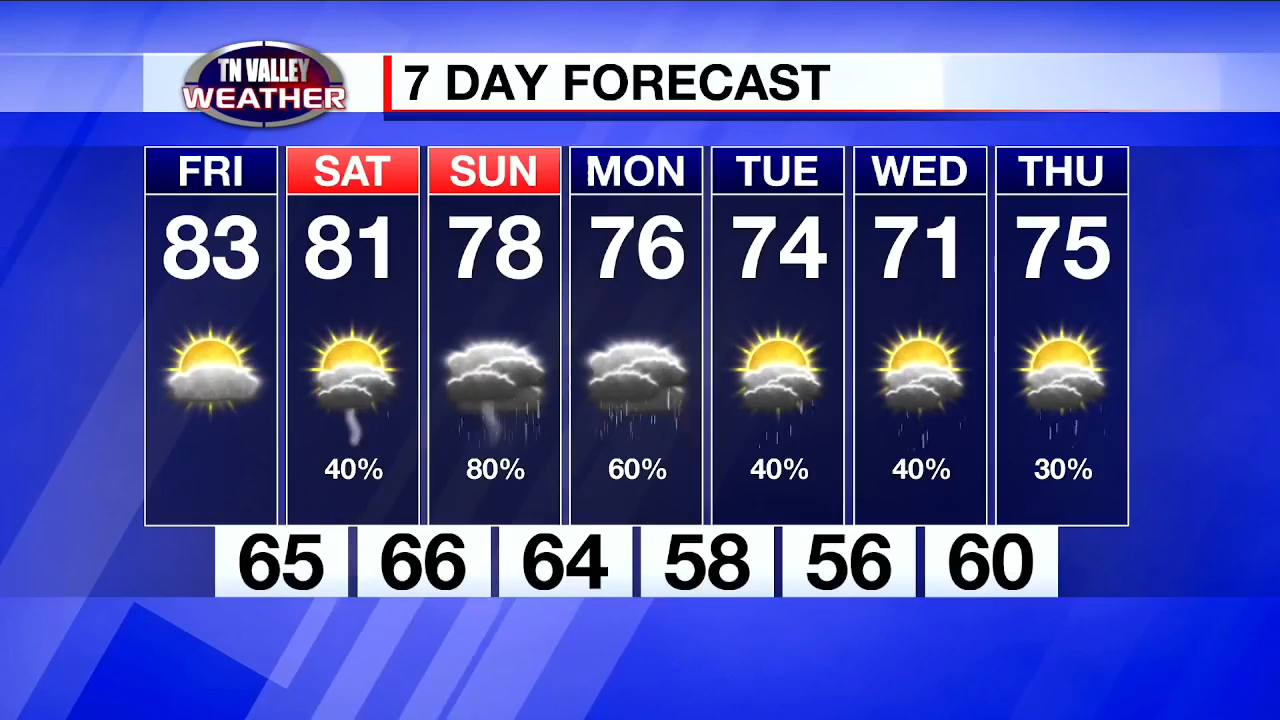 TN VALLEY
WEATHER
7 DAY FORECAST
FRI SAT SUN MON TUE WED THU
83 81 78 76 74 71 75
40% 80% 60% 40% 40% 30%
65 66 64 58 56 60